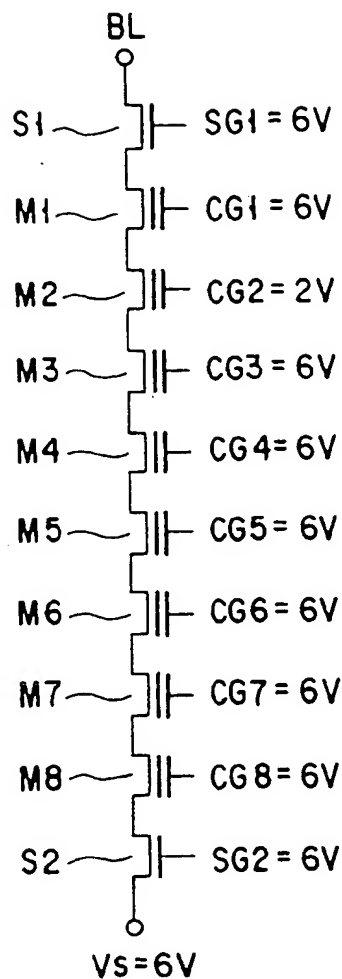 BL
S1 SG1=6V
M1 CG1=6V
M2 CG2=2V
M3 CG3=6V
M4 CG4=6V
M5 CG5=6V
M6 CG6=6V
M7 CG7=6V
M8 CG8=6V
S2 SG2=6V
Vs=6V